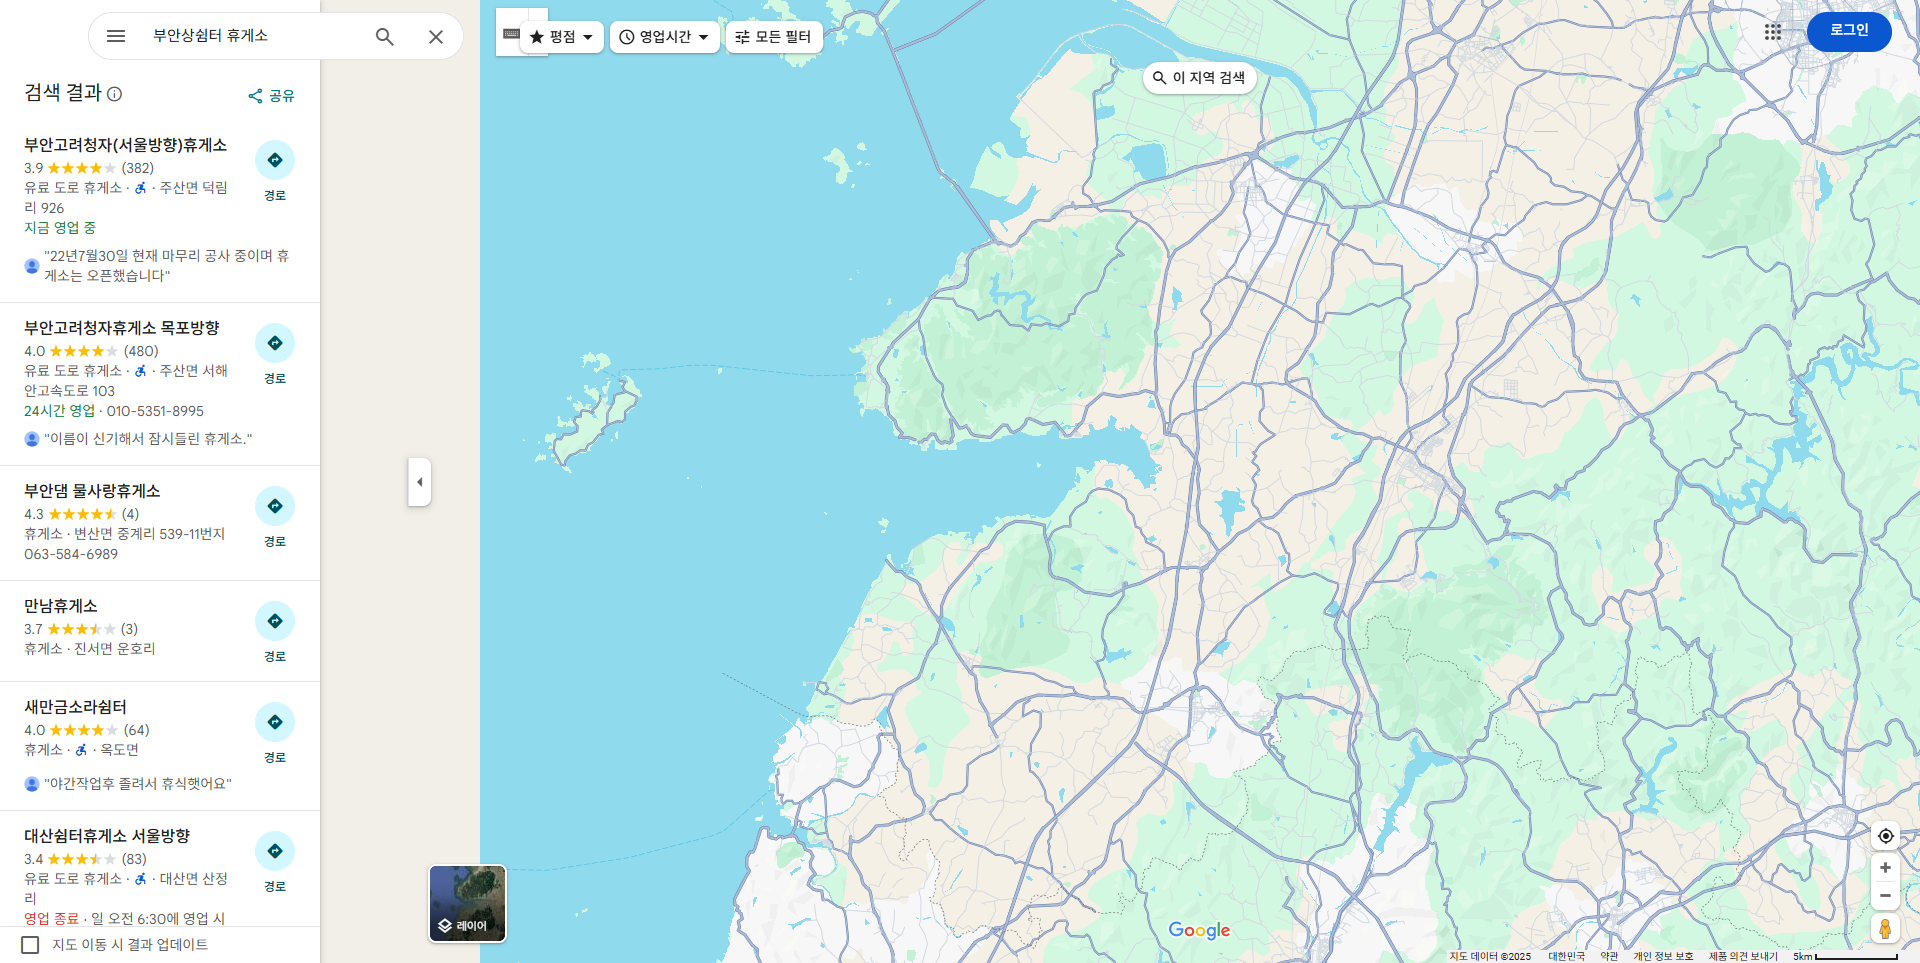 부안상쉼터 휴게소
평점
영업시간
모든 필터
로그인
이 지역 검색
검색 결과
공유
부안고려청자(서울방향)휴게소
3.9 (382)
유료 도로 휴게소 · · 주산면 덕림
리 926
지금 영업 중
"22년7월30일 현재 마무리 공사 중이며 휴
게소는 오픈했습니다"
경로
부안고려청자휴게소 목포방향
4.0 (480)
유료 도로 휴게소 · · 주산면 서해
안고속도로 103
24시간 영업 · 010-5351-8995
"이름이 신기해서 잠시들린 휴게소."
경로
부안댐 물사랑휴게소
4.3 (4)
휴게소 · 변산면 중계리 539-11번지
063-584-6989
경로
만남휴게소
3.7 (3)
휴게소 · 진서면 운호리
경로
새만금소라쉼터
4.0 (64)
휴게소 · · 옥도면
"야간작업후 졸려서 휴식햇어요"
경로
대산쉼터휴게소 서울방향
3.4 (83)
유료 도로 휴게소 · · 대산면 산정
리
영업 종료 · 일 오전 6:30에 영업 시
경로
지도 이동 시 결과 업데이트
레이어
Google
지도 데이터 ©2025 대한민국 약관 개인 정보 보호 제품 의견 보내기 5km